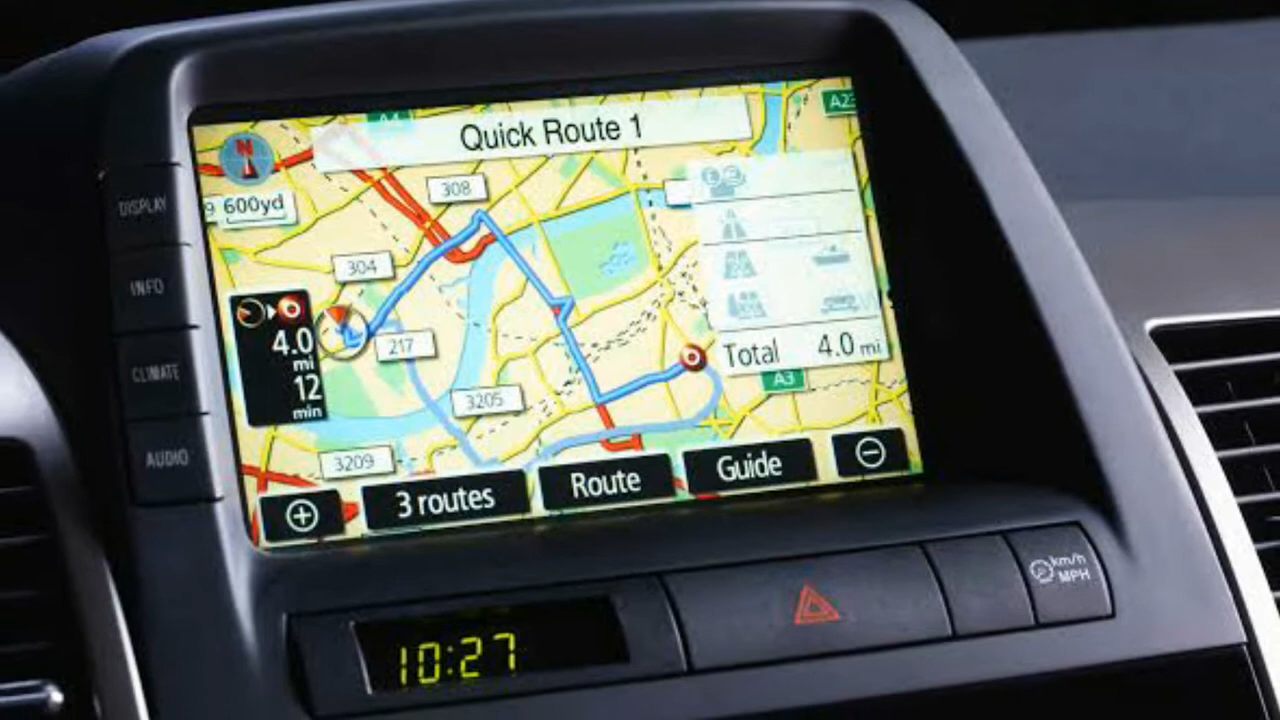 A4
Quick Route 1
A23
N
308
9 600yd
304
4.0
mi
12
min
217
Total 4.0 mi
A3
3205
3209
3 routes
Route
Guide
DISPLAY
INFO
CLIMATE
AUDIO
km/h
MPH
10:27